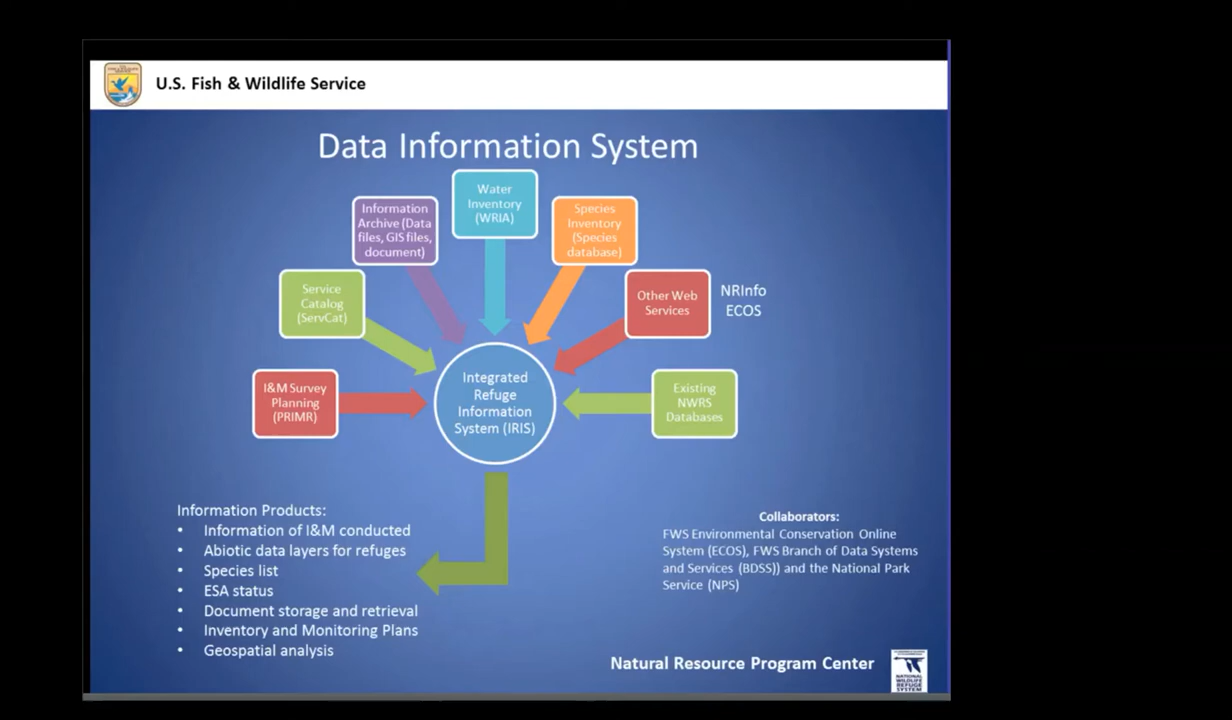 U.S. Fish & Wildlife Service
Data Information System
Water
Inventory
(WRIA)
Information
Archive (Data
files, GIS files,
document)
Species
Inventory
(Species
database)
Service
Catalog
(ServCat)
Other Web
Services
NRInfo
ECOS
I&M Survey
Planning
(PRIMR)
Integrated
Refuge
Information
System (IRIS)
Existing
NWRS
Databases
Information Products:
• Information of I&M conducted
• Abiotic data layers for refuges
• Species list
• ESA status
• Document storage and retrieval
• Inventory and Monitoring Plans
• Geospatial analysis
Collaborators:
FWS Environmental Conservation Online
System (ECOS), FWS Branch of Data Systems
and Services (BDSS)) and the National Park
Service (NPS)
Natural Resource Program Center
NATIONAL
WILDLIFE
REFUGE
SYSTEM